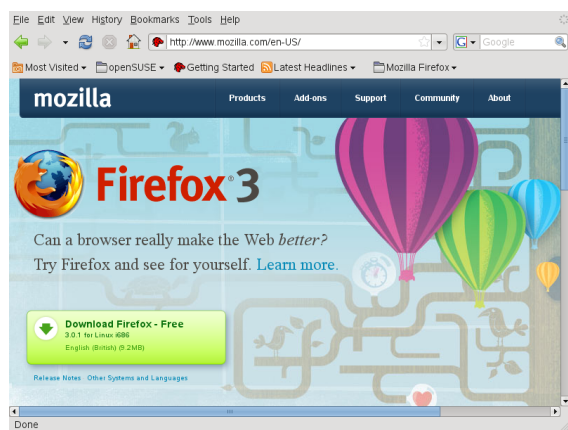 File Edit View History Bookmarks Tools Help
http://www.mozilla.com/en-US/ G Google
Most Visited openSUSE Getting Started Latest Headlines Mozilla Firefox
mozilla Products Add-ons Support Community About
Firefox® 3
Can a browser really make the Web better?
Try Firefox and see for yourself. Learn more.
Download Firefox - Free
3.0.1 for Linux i686
English (British) (9.2MB)
Release Notes Other Systems and Languages
Done